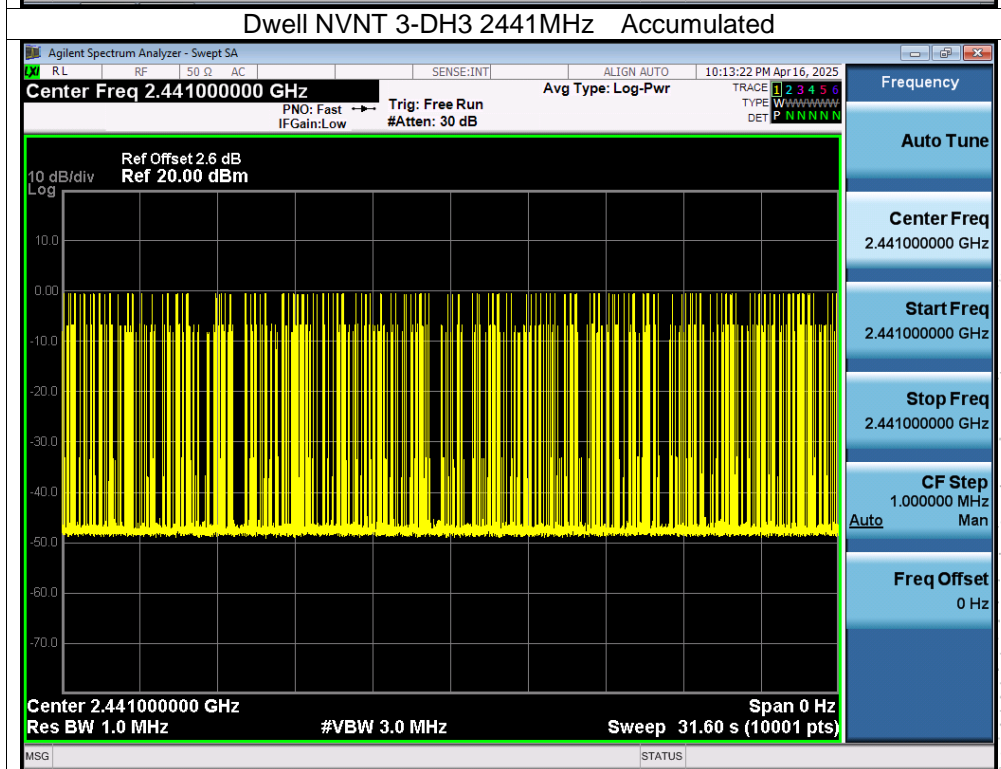 Dwell NVNT 3-DH3 2441MHz Accumulated
Agilent Spectrum Analyzer - Swept SA
LXI RL RF 50 Ω AC SENSE:INT ALIGN AUTO 10:13:22 PM Apr 16, 2025
Center Freq 2.441000000 GHz
PNO: Fast
IFGain:Low
Trig: Free Run
#Atten: 30 dB
Avg Type: Log-Pwr
TRACE 1 2 3 4 5 6
TYPE W W W W W W
DET P N N N N N
Ref Offset 2.6 dB
10 dB/div Ref 20.00 dBm
Log
10.0
0.00
-10.0
-20.0
-30.0
-40.0
-50.0
-60.0
-70.0
Center 2.441000000 GHz Span 0 Hz
Res BW 1.0 MHz #VBW 3.0 MHz Sweep 31.60 s (10001 pts)
MSG STATUS
Frequency
Auto Tune
Center Freq
2.441000000 GHz
Start Freq
2.441000000 GHz
Stop Freq
2.441000000 GHz
CF Step
1.000000 MHz
Auto Man
Freq Offset
0 Hz